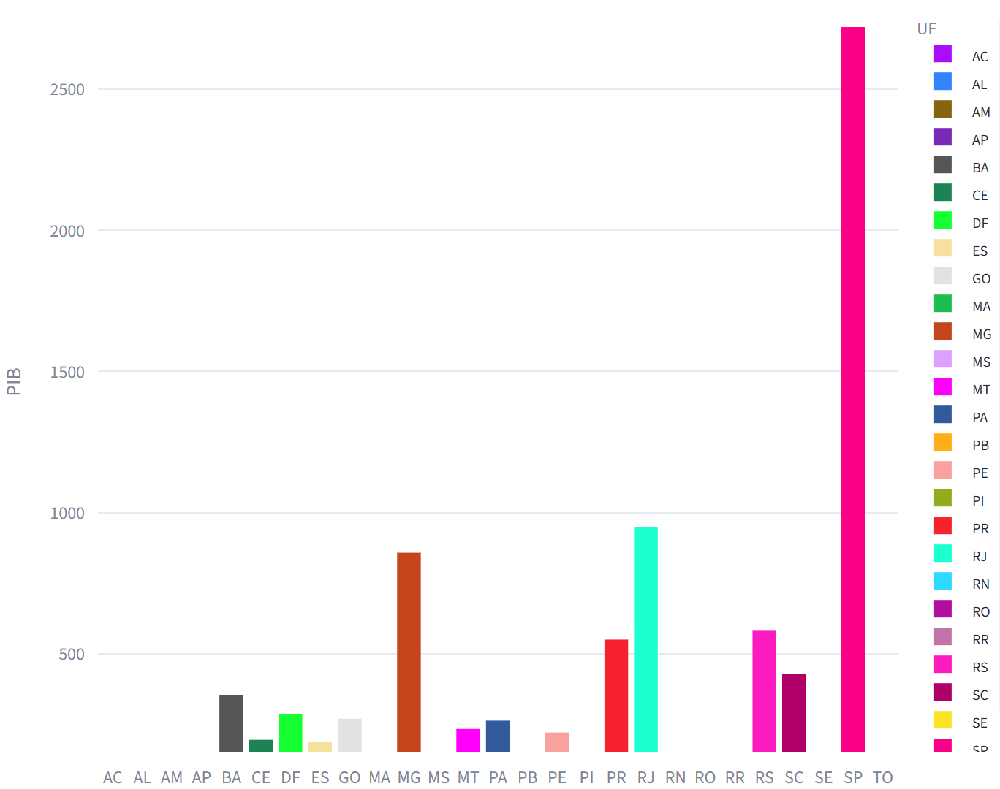 UF
2500
2000
1500
1000
500
PIB
AC AL AM AP BA CE DF ES GO MA MG MS MT PA PB PE PI PR RJ RN RO RR RS SC SE SP TO
AC
AL
AM
AP
BA
CE
DF
ES
GO
MA
MG
MS
MT
PA
PB
PE
PI
PR
RJ
RN
RO
RR
RS
SC
SE
SP